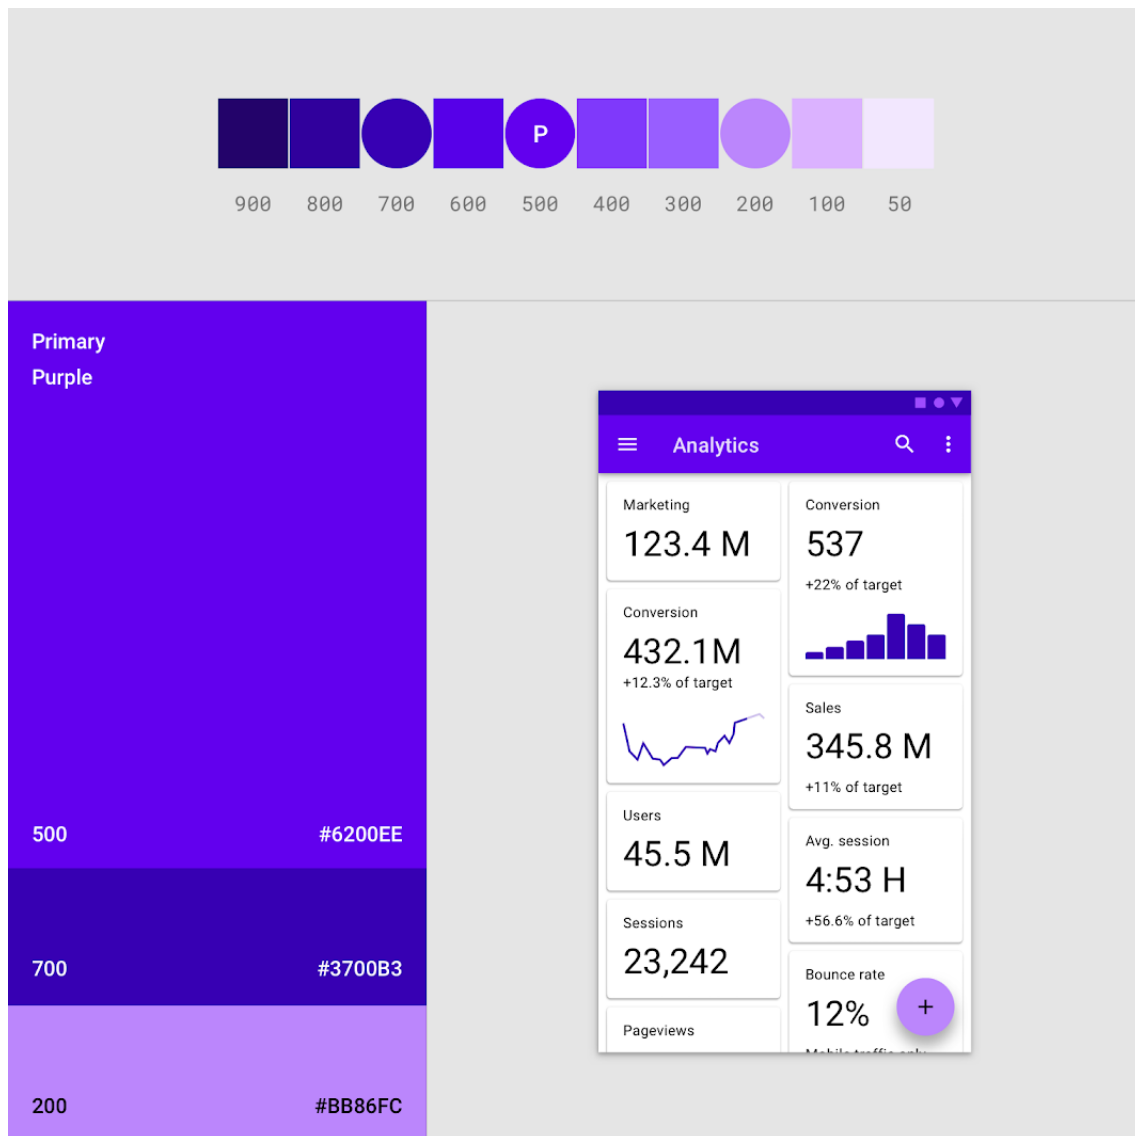 P
900 800 700 600 500 400 300 200 100 50
Primary
Purple
500 #6200EE
700 #3700B3
200 #BB86FC
Analytics
Marketing
123.4 M
Conversion
432.1M
+12.3% of target
Users
45.5 M
Sessions
23,242
Pageviews
Conversion
537
+22% of target
Sales
345.8 M
+11% of target
Avg. session
4:53 H
+56.6% of target
Bounce rate
12%
+
Mobile traffic only